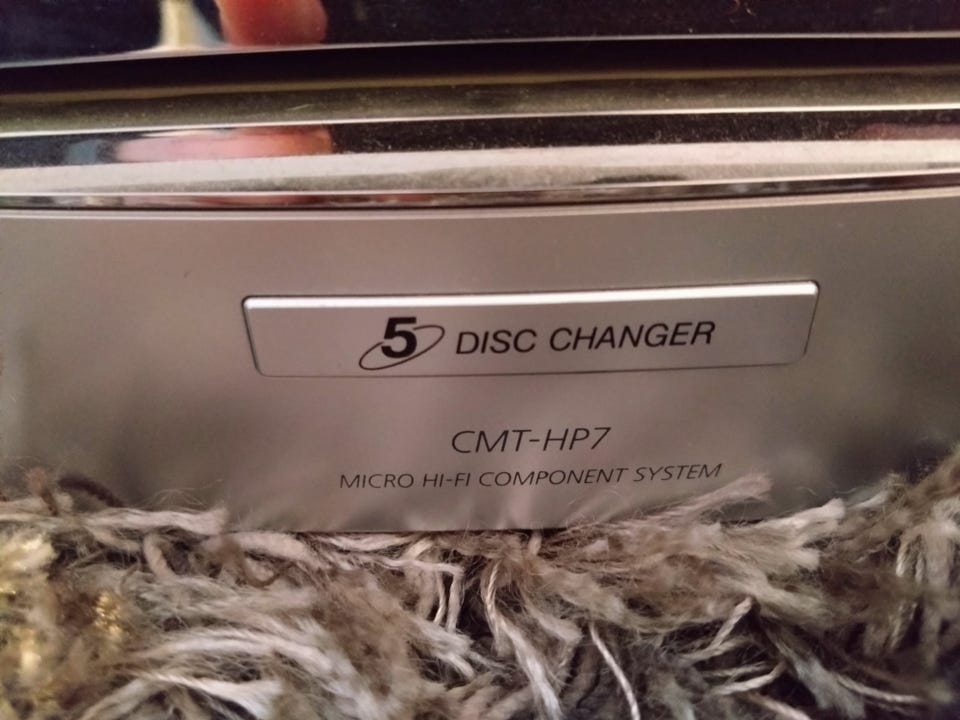 5 DISC CHANGER
CMT-HP7
MICRO HI-FI COMPONENT SYSTEM